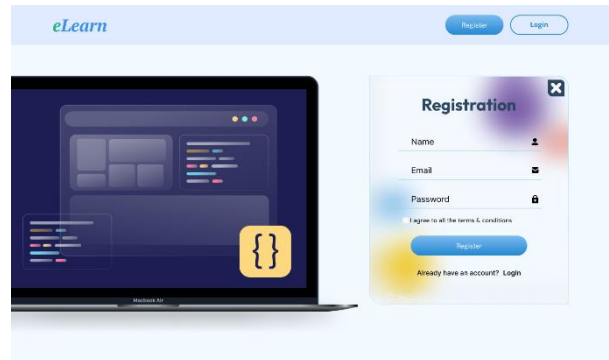 eLearn
Register
Login
Registration
Name
Email
Password
I agree to all the terms & conditions
Register
Already have an account? Login
{}
Macbook Air